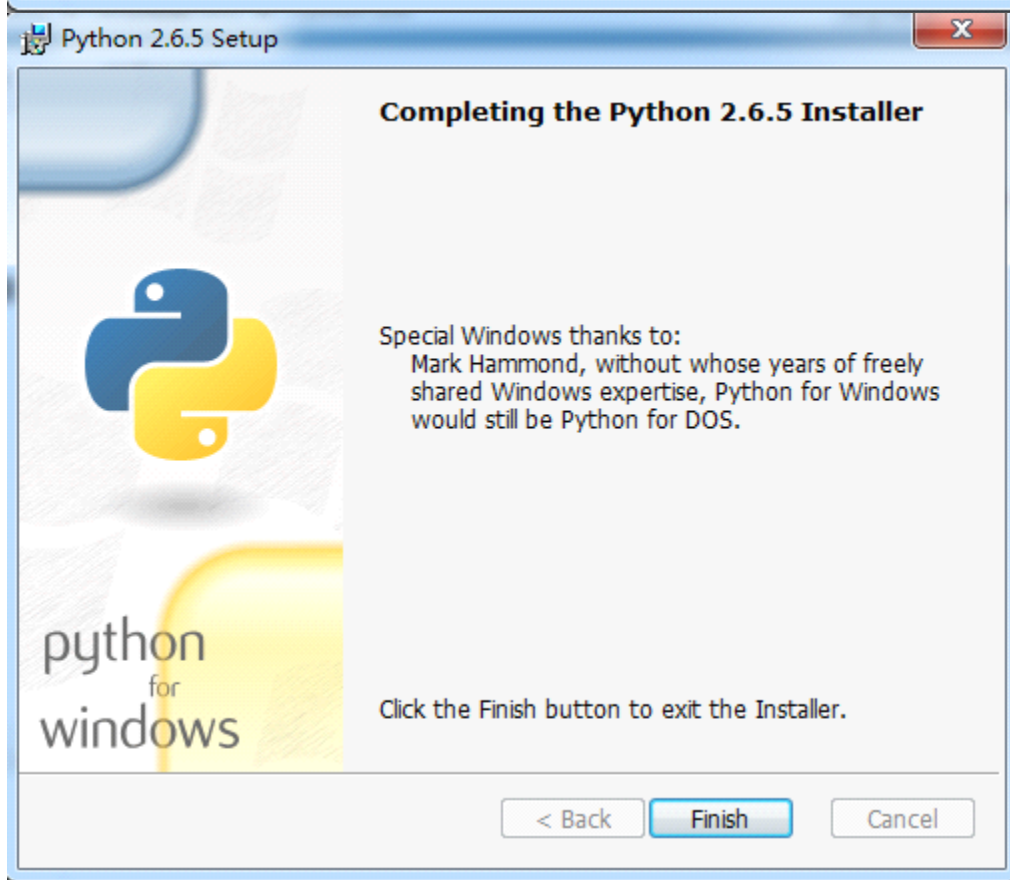 Python 2.6.5 Setup
Completing the Python 2.6.5 Installer
Special Windows thanks to:
Mark Hammond, without whose years of freely
shared Windows expertise, Python for Windows
would still be Python for DOS.
python
for
windows
Click the Finish button to exit the Installer.
< Back
Finish
Cancel